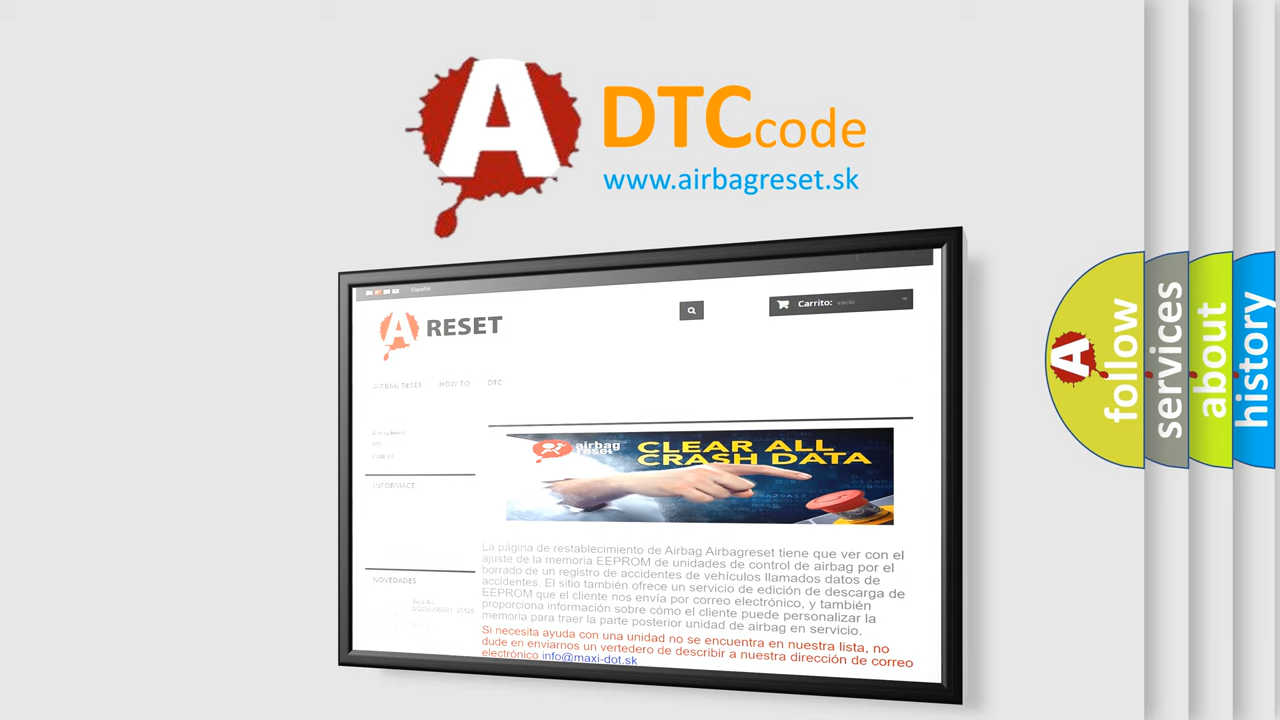 A
DTC code
www.airbagreset.sk
Español
A RESET
Carrito: vacío
AIRBAG RESET HOW TO DTC
INFORMACE
NOVEDADES
airbag
reset
CLEAR ALL
CRASH DATA
La página de restablecimiento de Airbag Airbagreset tiene que ver con el
ajuste de la memoria EEPROM de unidades de control de airbag por el
borrado de un registro de accidentes de vehículos llamados datos de
accidentes. El sitio también ofrece un servicio de edición de descarga de
EEPROM que el cliente nos envía por correo electrónico, y también
proporciona información sobre cómo el cliente puede personalizar la
memoria para traer la parte posterior unidad de airbag en servicio.
Si necesita ayuda con una unidad no se encuentra en nuestra lista, no
dude en enviarnos un vertedero de describir a nuestra dirección de correo
electrónico info@maxi-dot.sk
A
follow
services
about
history